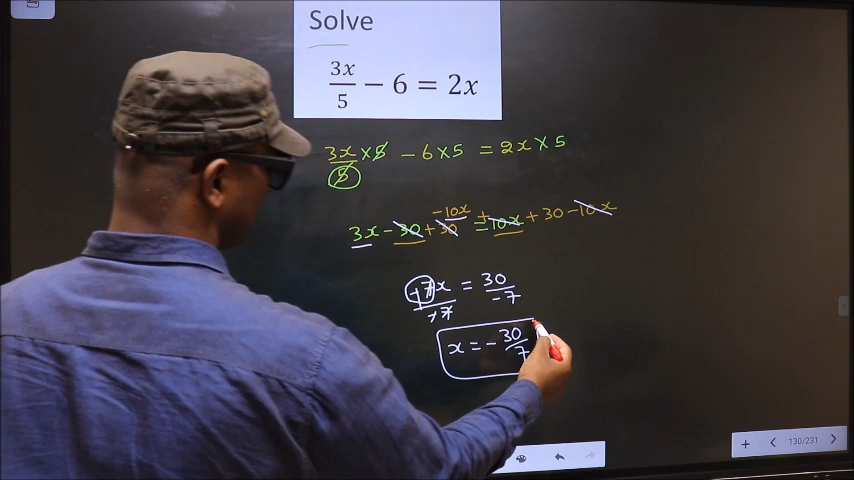 Solve
3x/5 − 6 = 2x
3x/5 × 5 − 6 × 5 = 2x × 5
3x − 30 + 30 − 10x = + 10x + 30 − 10x
−7x/−7 = 30/−7
x = − 30/7
130/231